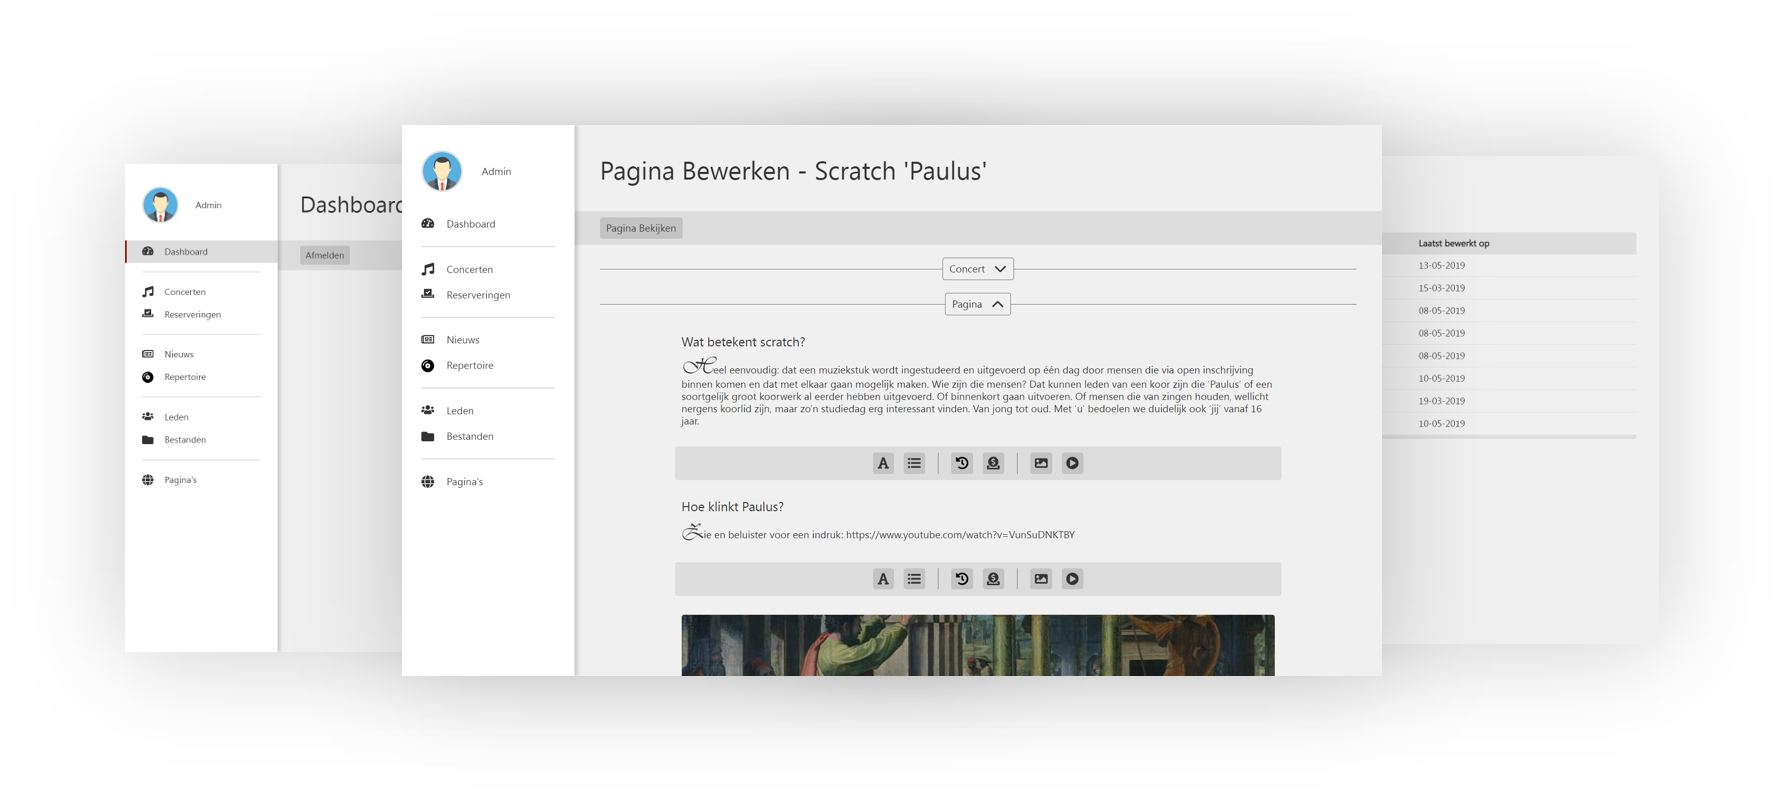 Admin
Dashboard
Concerten
Reserveringen
Nieuws
Repertoire
Leden
Bestanden
Pagina's
Dashboard
Afmelden
Admin
Dashboard
Concerten
Reserveringen
Nieuws
Repertoire
Leden
Bestanden
Pagina's
Pagina Bewerken - Scratch 'Paulus'
Pagina Bekijken
Concert
Pagina
Wat betekent scratch?
Heel eenvoudig: dat een muziekstuk wordt ingestudeerd en uitgevoerd op één dag door mensen die via open inschrijving
binnen komen en dat met elkaar gaan mogelijk maken. Wie zijn die mensen? Dat kunnen leden van een koor zijn die 'Paulus' of een
soortgelijk groot koorwerk al eerder hebben uitgevoerd. Of binnenkort gaan uitvoeren. Of mensen die van zingen houden, wellicht
nergens koorlid zijn, maar zo'n studiedag erg interessant vinden. Van jong tot oud. Met 'u' bedoelen we duidelijk ook 'jij' vanaf 16
jaar.
Hoe klinkt Paulus?
Zie en beluister voor een indruk: https://www.youtube.com/watch?v=VunSuDNKTBY
Laatst bewerkt op
13-05-2019
15-03-2019
08-05-2019
08-05-2019
08-05-2019
10-05-2019
19-03-2019
10-05-2019